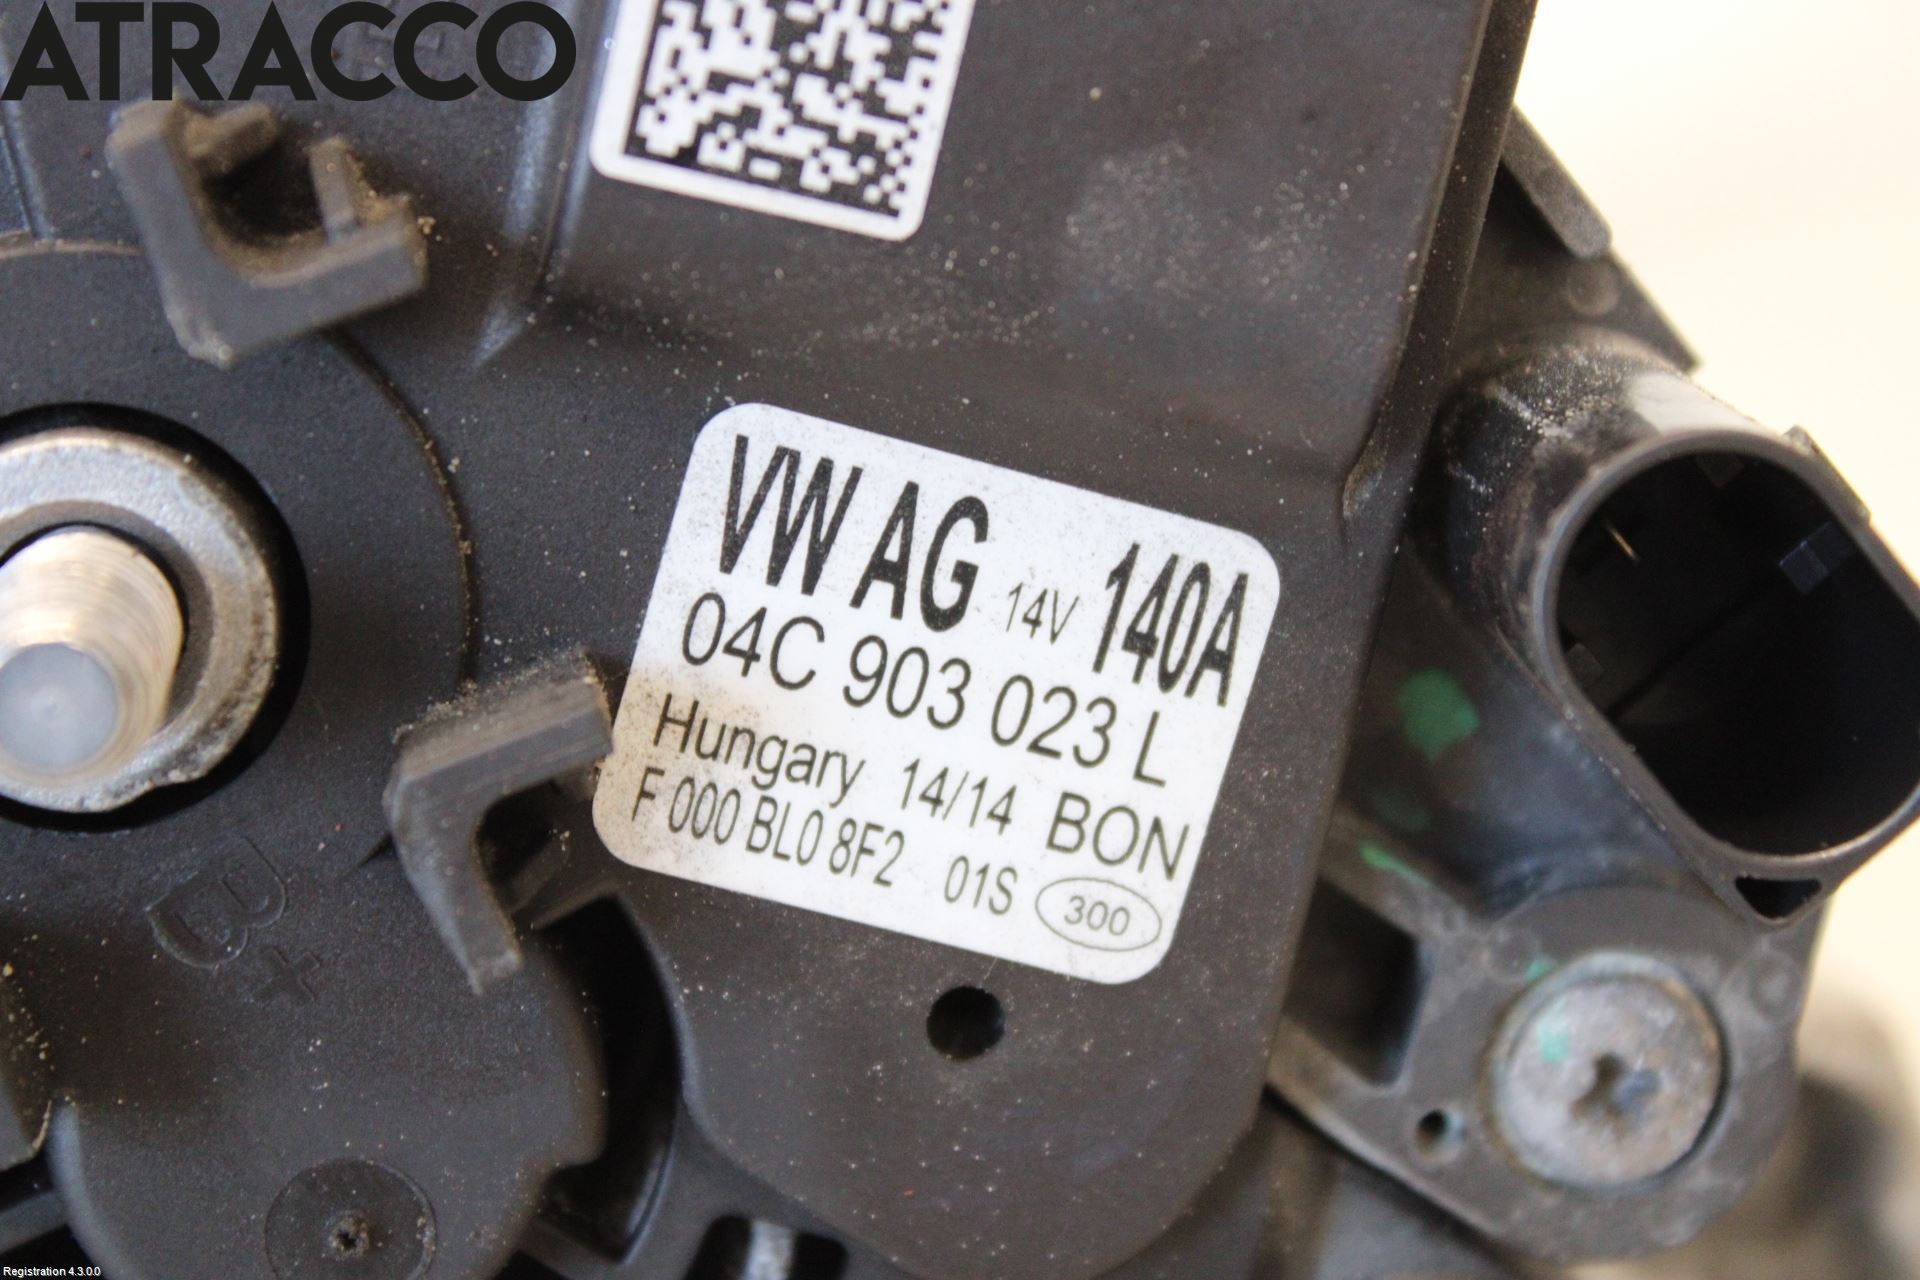 ATRACCO
VW AG 14V 140A
04C 903 023 L
Hungary 14/14 BON
F 000 BL0 8F2 01S 300
B+
Registration 4.3.0.0